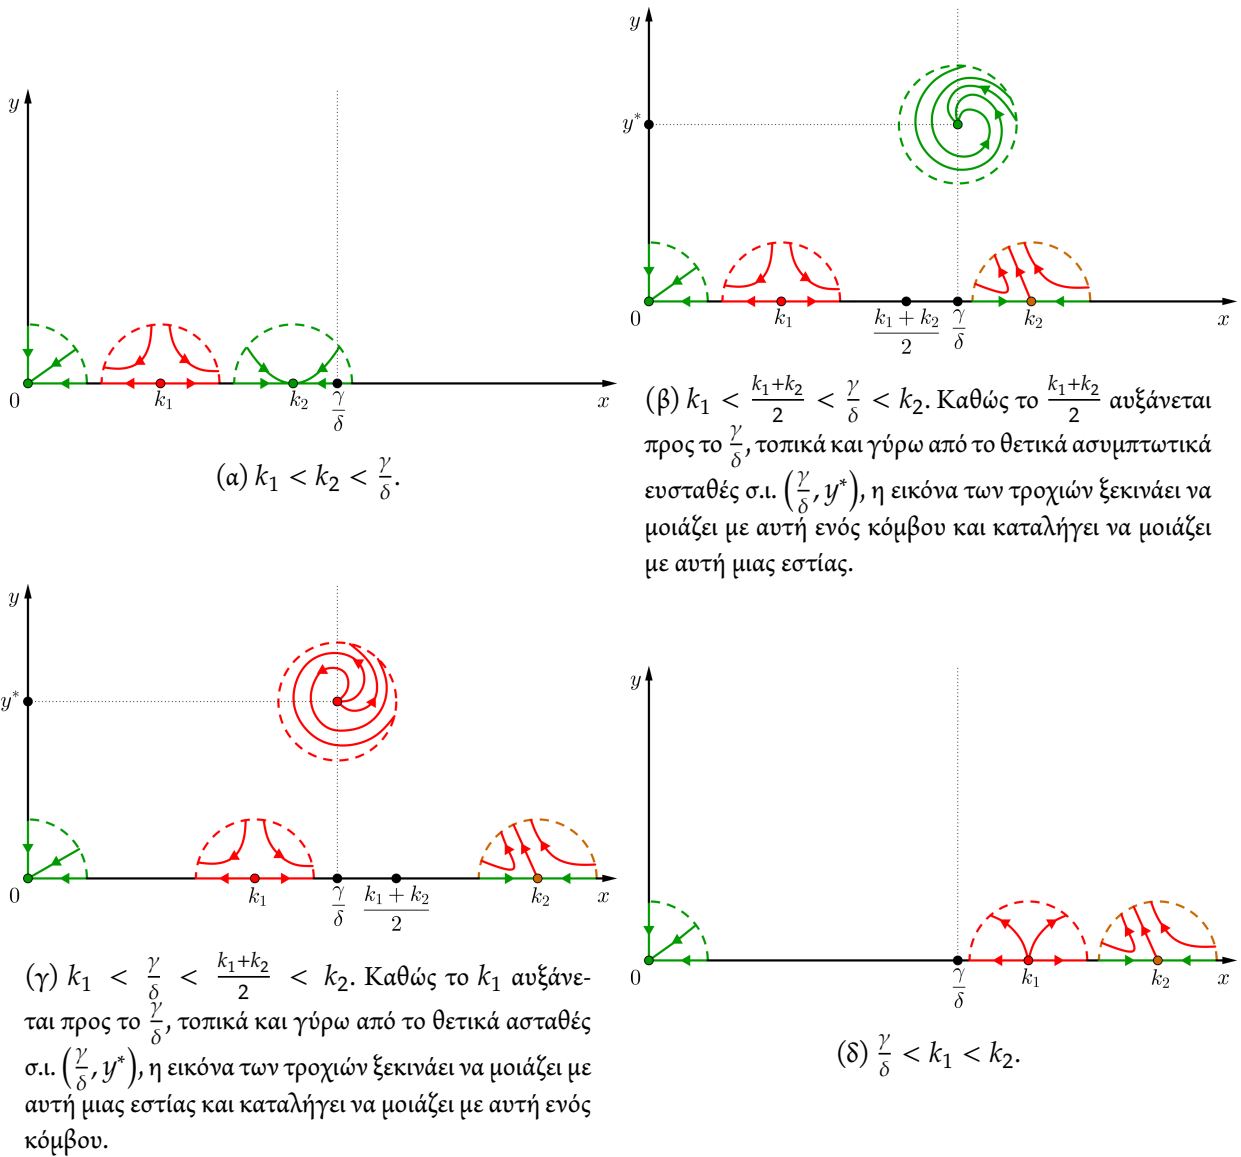 y
0
k₁
k₂
γ/δ
x
(α) k₁ < k₂ < γ/δ.
y
y*
0
k₁
(k₁ + k₂)/2
γ/δ
k₂
x
(β) k₁ < (k₁+k₂)/2 < γ/δ < k₂. Καθώς το (k₁+k₂)/2 αυξάνεται
προς το γ/δ, τοπικά και γύρω από το θετικά ασυμπτωτικά
ευσταθές σ.ι. (γ/δ, y*), η εικόνα των τροχιών ξεκινάει να
μοιάζει με αυτή ενός κόμβου και καταλήγει να μοιάζει
με αυτή μιας εστίας.
y
y*
0
k₁
γ/δ
(k₁ + k₂)/2
k₂
x
(γ) k₁ < γ/δ < (k₁+k₂)/2 < k₂. Καθώς το k₁ αυξάνε-
ται προς το γ/δ, τοπικά και γύρω από το θετικά ασταθές
σ.ι. (γ/δ, y*), η εικόνα των τροχιών ξεκινάει να μοιάζει με
αυτή μιας εστίας και καταλήγει να μοιάζει με αυτή ενός
κόμβου.
y
0
γ/δ
k₁
k₂
x
(δ) γ/δ < k₁ < k₂.